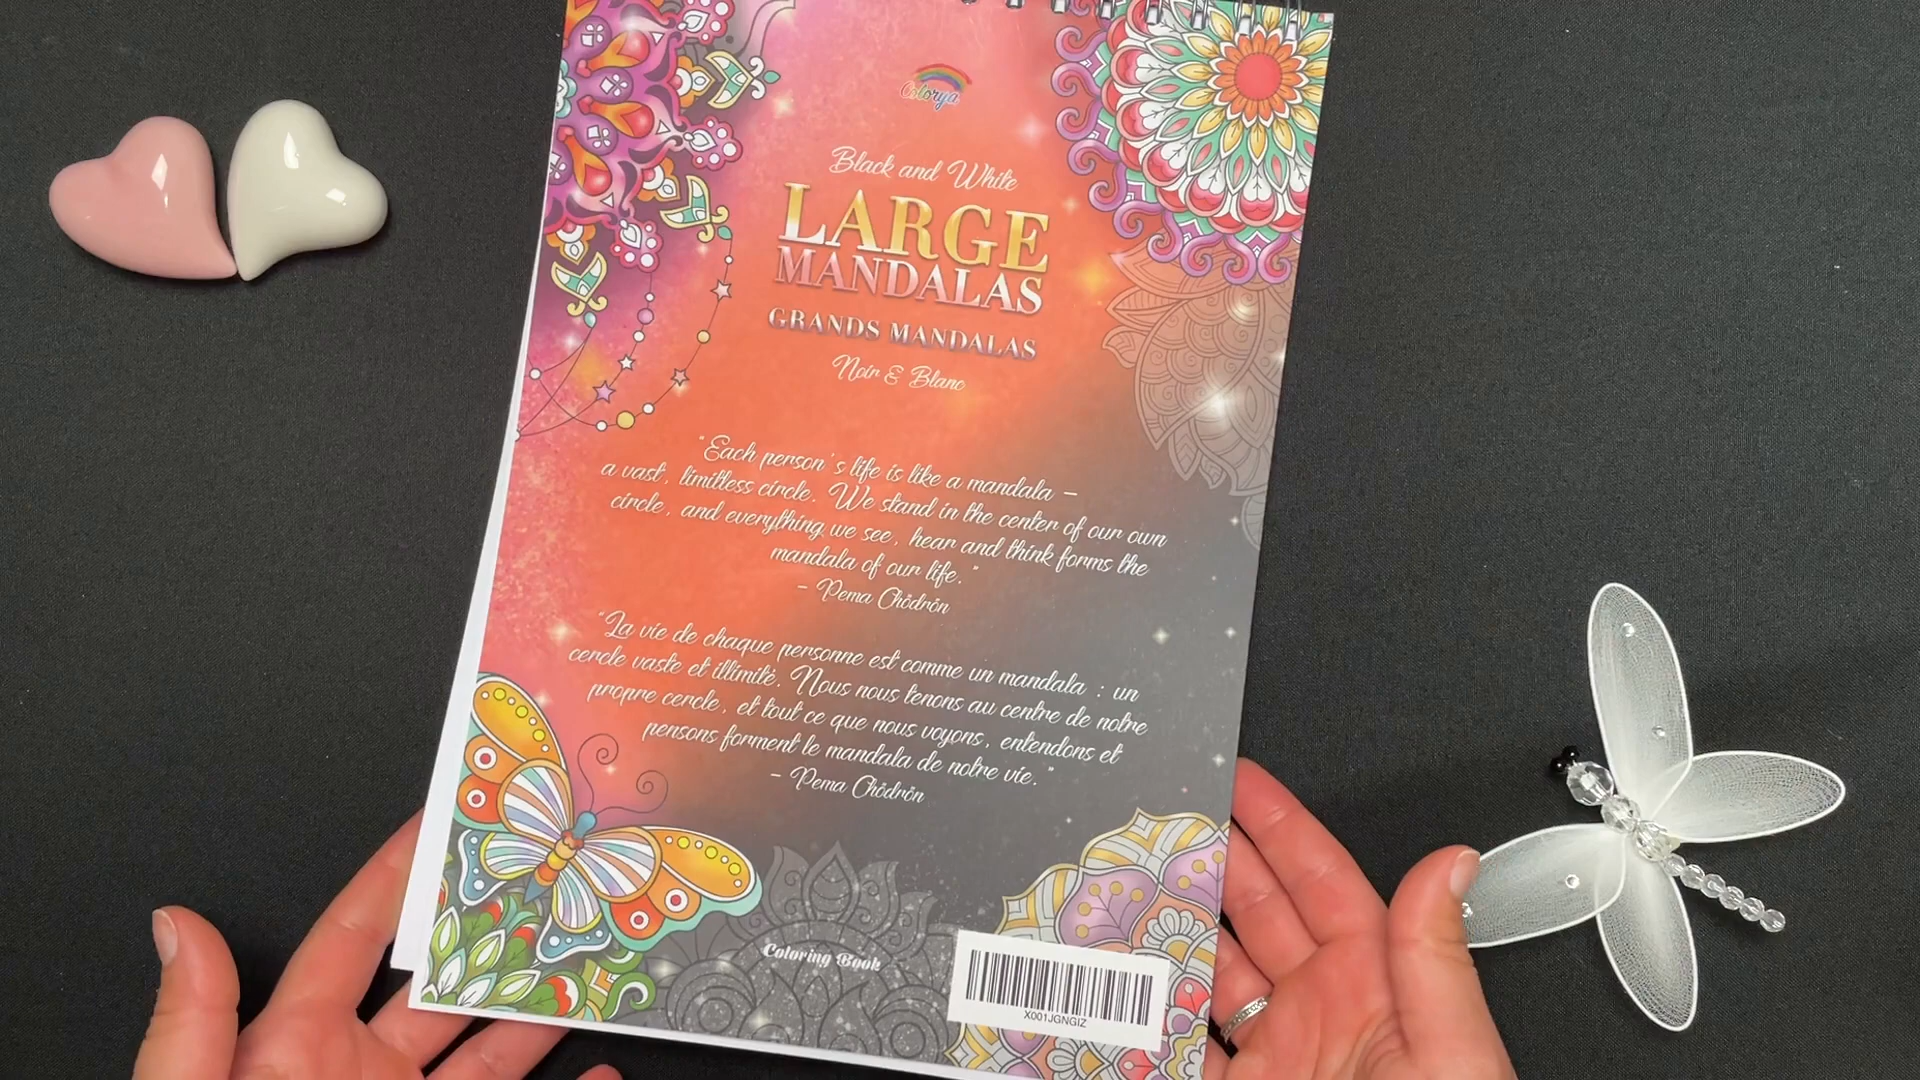 Colorya
Black and White
LARGE
MANDALAS
GRANDS MANDALAS
Noir & Blanc
"Each person's life is like a mandala –
a vast, limitless circle. We stand in the center of our own
circle, and everything we see, hear and think forms the
mandala of our life."
– Pema Chödrön
"La vie de chaque personne est comme un mandala : un
cercle vaste et illimité. Nous nous tenons au centre de notre
propre cercle, et tout ce que nous voyons, entendons et
pensons forment le mandala de notre vie."
– Pema Chödrön
Coloring Book
X001JGNGIZ